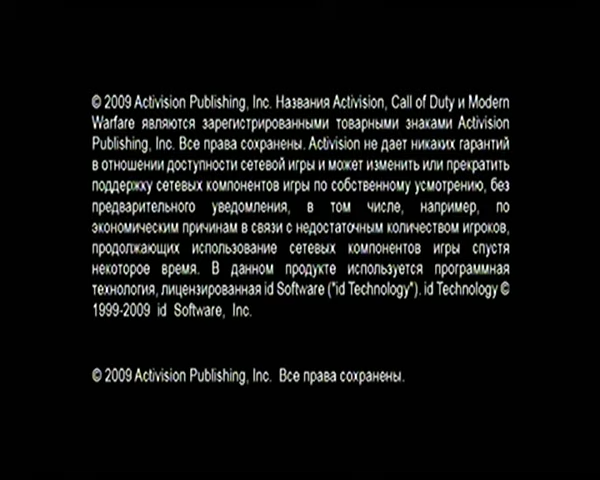 © 2009 Activision Publishing, Inc. Названия Activision, Call of Duty и Modern
Warfare являются зарегистрированными товарными знаками Activision
Publishing, Inc. Все права сохранены. Activision не дает никаких гарантий
в отношении доступности сетевой игры и может изменить или прекратить
поддержку сетевых компонентов игры по собственному усмотрению, без
предварительного уведомления, в том числе, например, по
экономическим причинам в связи с недостаточным количеством игроков,
продолжающих использование сетевых компонентов игры спустя
некоторое время. В данном продукте используется программная
технология, лицензированная id Software ("id Technology"). id Technology ©
1999-2009 id Software, Inc.
© 2009 Activision Publishing, Inc. Все права сохранены.